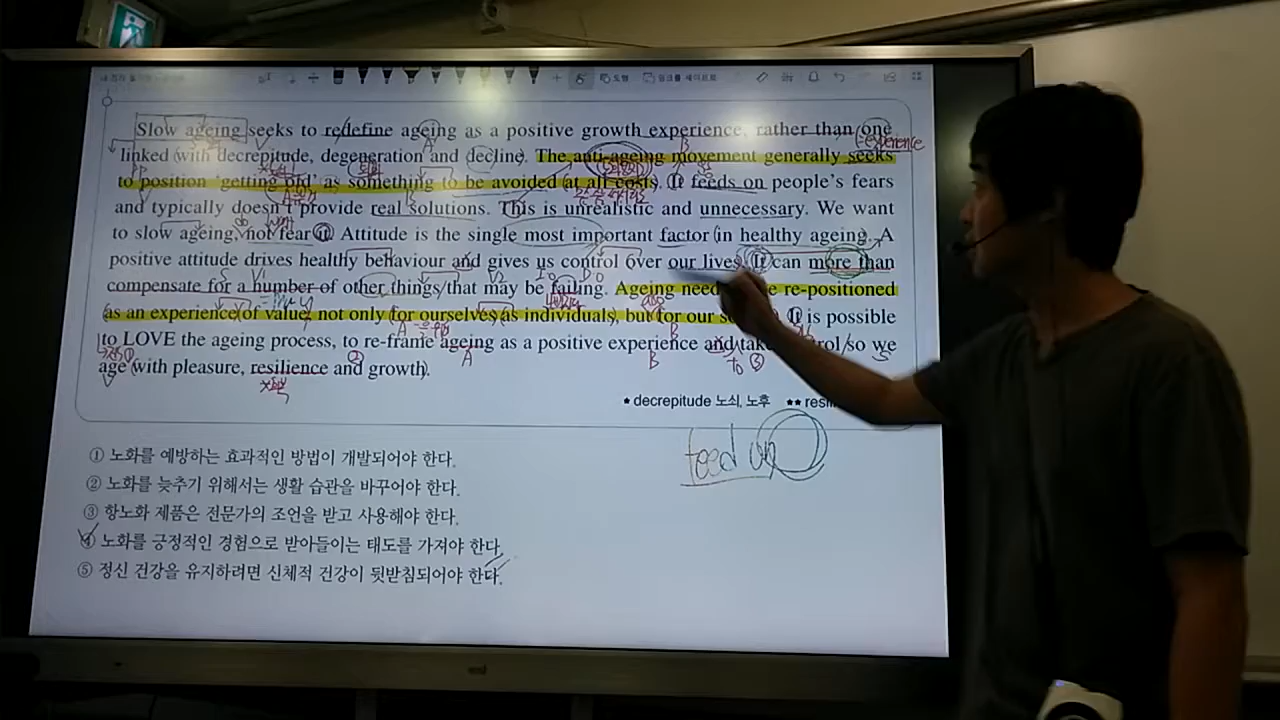 Slow ageing seeks to redefine ageing as a positive growth experience, rather than one
=experience
linked with decrepitude, degeneration and decline. The anti-ageing movement generally seeks
to position 'getting old' as something to be avoided at all costs. It feeds on people's fears
and typically doesn't provide real solutions. This is unrealistic and unnecessary. We want
to slow ageing, not fear it. Attitude is the single most important factor in healthy ageing. A
positive attitude drives healthy behaviour and gives us control over our lives. It can more than
compensate for a number of other things that may be failing. Ageing re-positioned
as an experience of value, not only for ourselves as individuals, but for our It is possible
to LOVE the ageing process, to re-frame ageing as a positive experience and so we
age with pleasure, resilience and growth.
* decrepitude 노쇠, 노후 **
feed on
① 노화를 예방하는 효과적인 방법이 개발되어야 한다.
② 노화를 늦추기 위해서는 생활 습관을 바꾸어야 한다.
③ 항노화 제품은 전문가의 조언을 받고 사용해야 한다.
④ 노화를 긍정적인 경험으로 받아들이는 태도를 가져야 한다.
⑤ 정신 건강을 유지하려면 신체적 건강이 뒷받침되어야 한다.